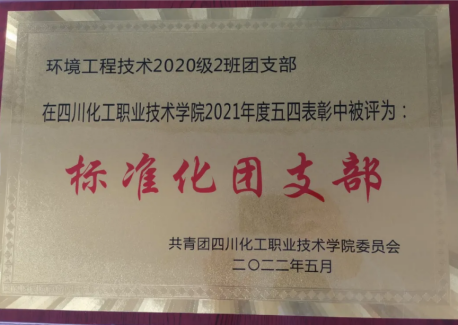 环境工程技术2020级2班团支部
在四川化工职业技术学院2021年度五四表彰中被评为：
标准化团支部
共青团四川化工职业技术学院委员会
二〇二二年五月